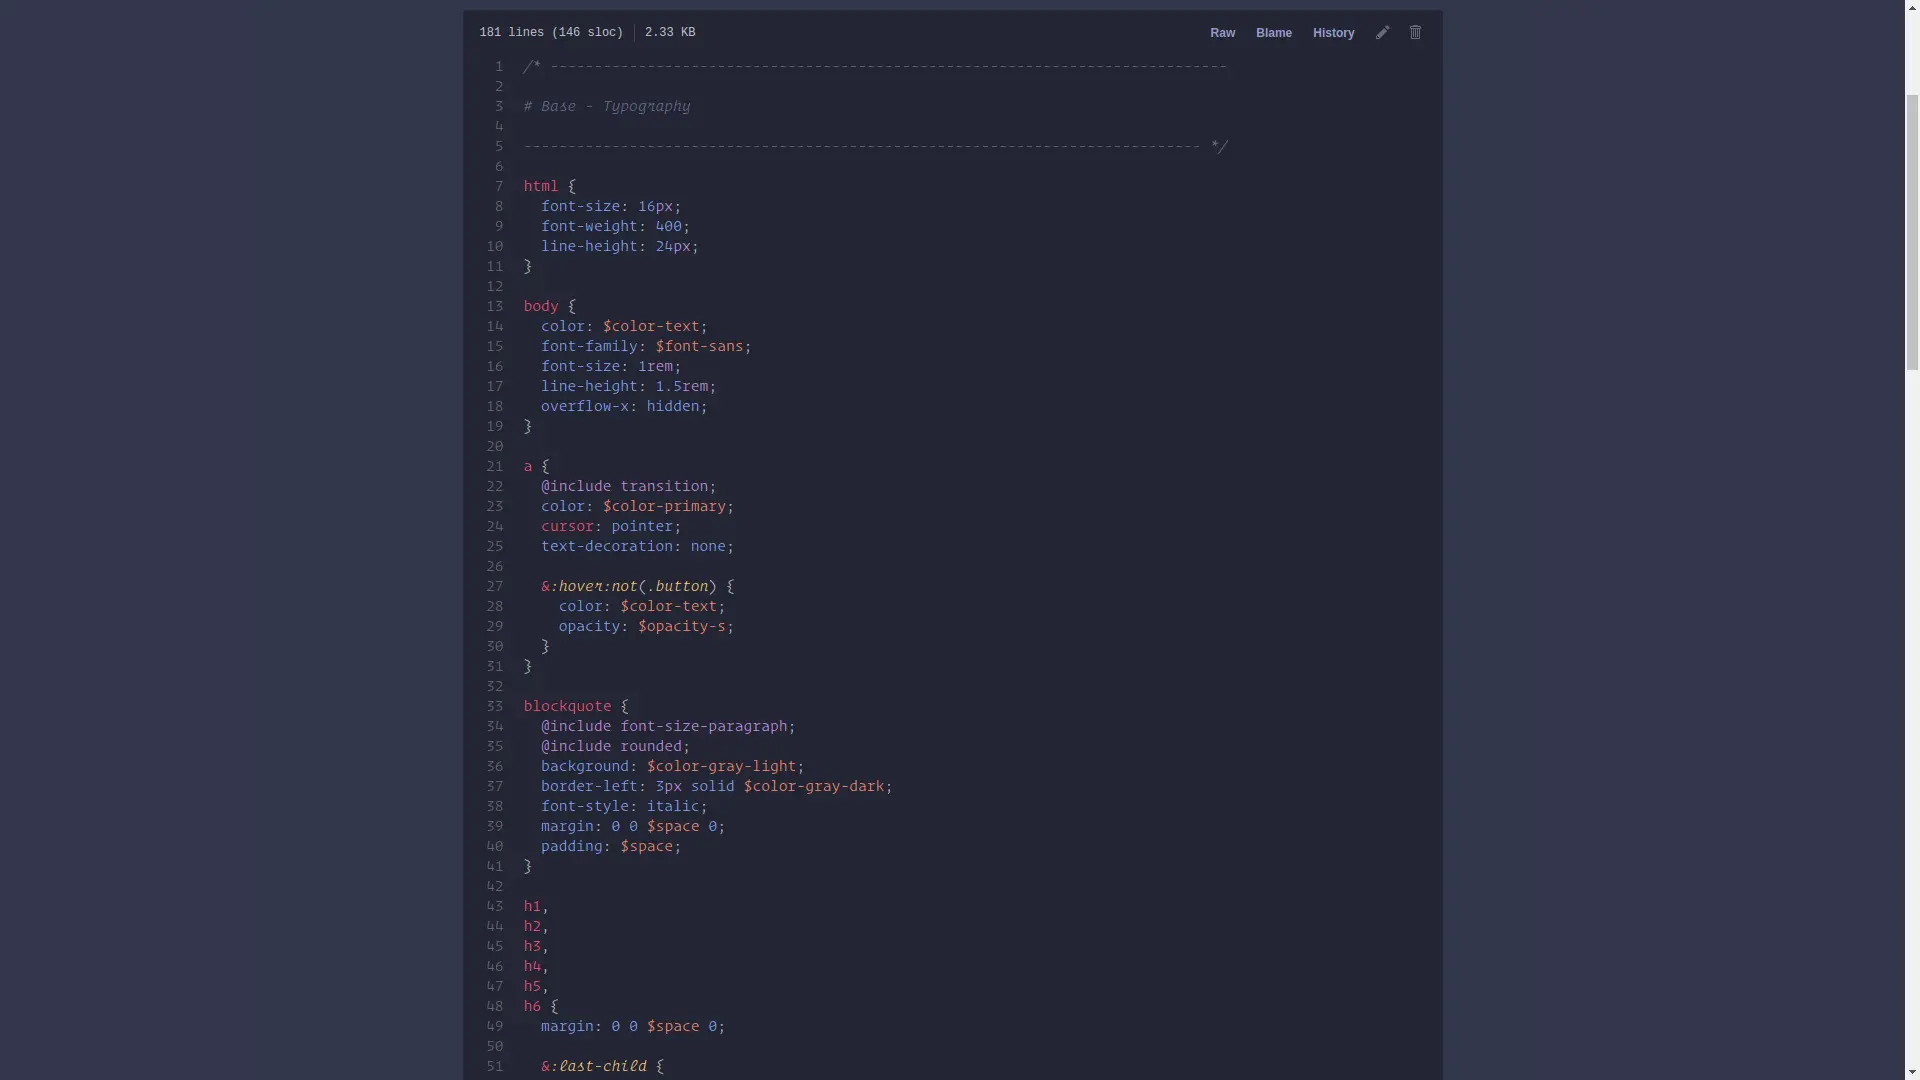 181 lines (146 sloc) 2.33 KB Raw Blame History
1 /* -----------------------------------------------------------------------------
2
3 # Base - Typography
4
5 ----------------------------------------------------------------------------- */
6
7 html {
8 font-size: 16px;
9 font-weight: 400;
10 line-height: 24px;
11 }
12
13 body {
14 color: $color-text;
15 font-family: $font-sans;
16 font-size: 1rem;
17 line-height: 1.5rem;
18 overflow-x: hidden;
19 }
20
21 a {
22 @include transition;
23 color: $color-primary;
24 cursor: pointer;
25 text-decoration: none;
26
27 &:hover:not(.button) {
28 color: $color-text;
29 opacity: $opacity-s;
30 }
31 }
32
33 blockquote {
34 @include font-size-paragraph;
35 @include rounded;
36 background: $color-gray-light;
37 border-left: 3px solid $color-gray-dark;
38 font-style: italic;
39 margin: 0 0 $space 0;
40 padding: $space;
41 }
42
43 h1,
44 h2,
45 h3,
46 h4,
47 h5,
48 h6 {
49 margin: 0 0 $space 0;
50
51 &:last-child {